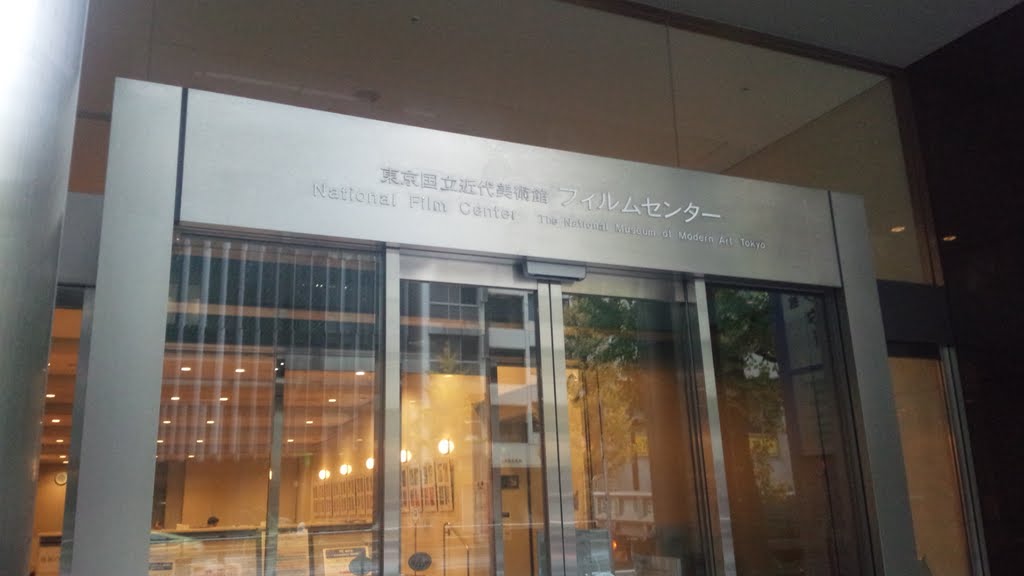 東京国立近代美術館 フィルムセンター
National Film Center The National Museum of Modern Art, Tokyo